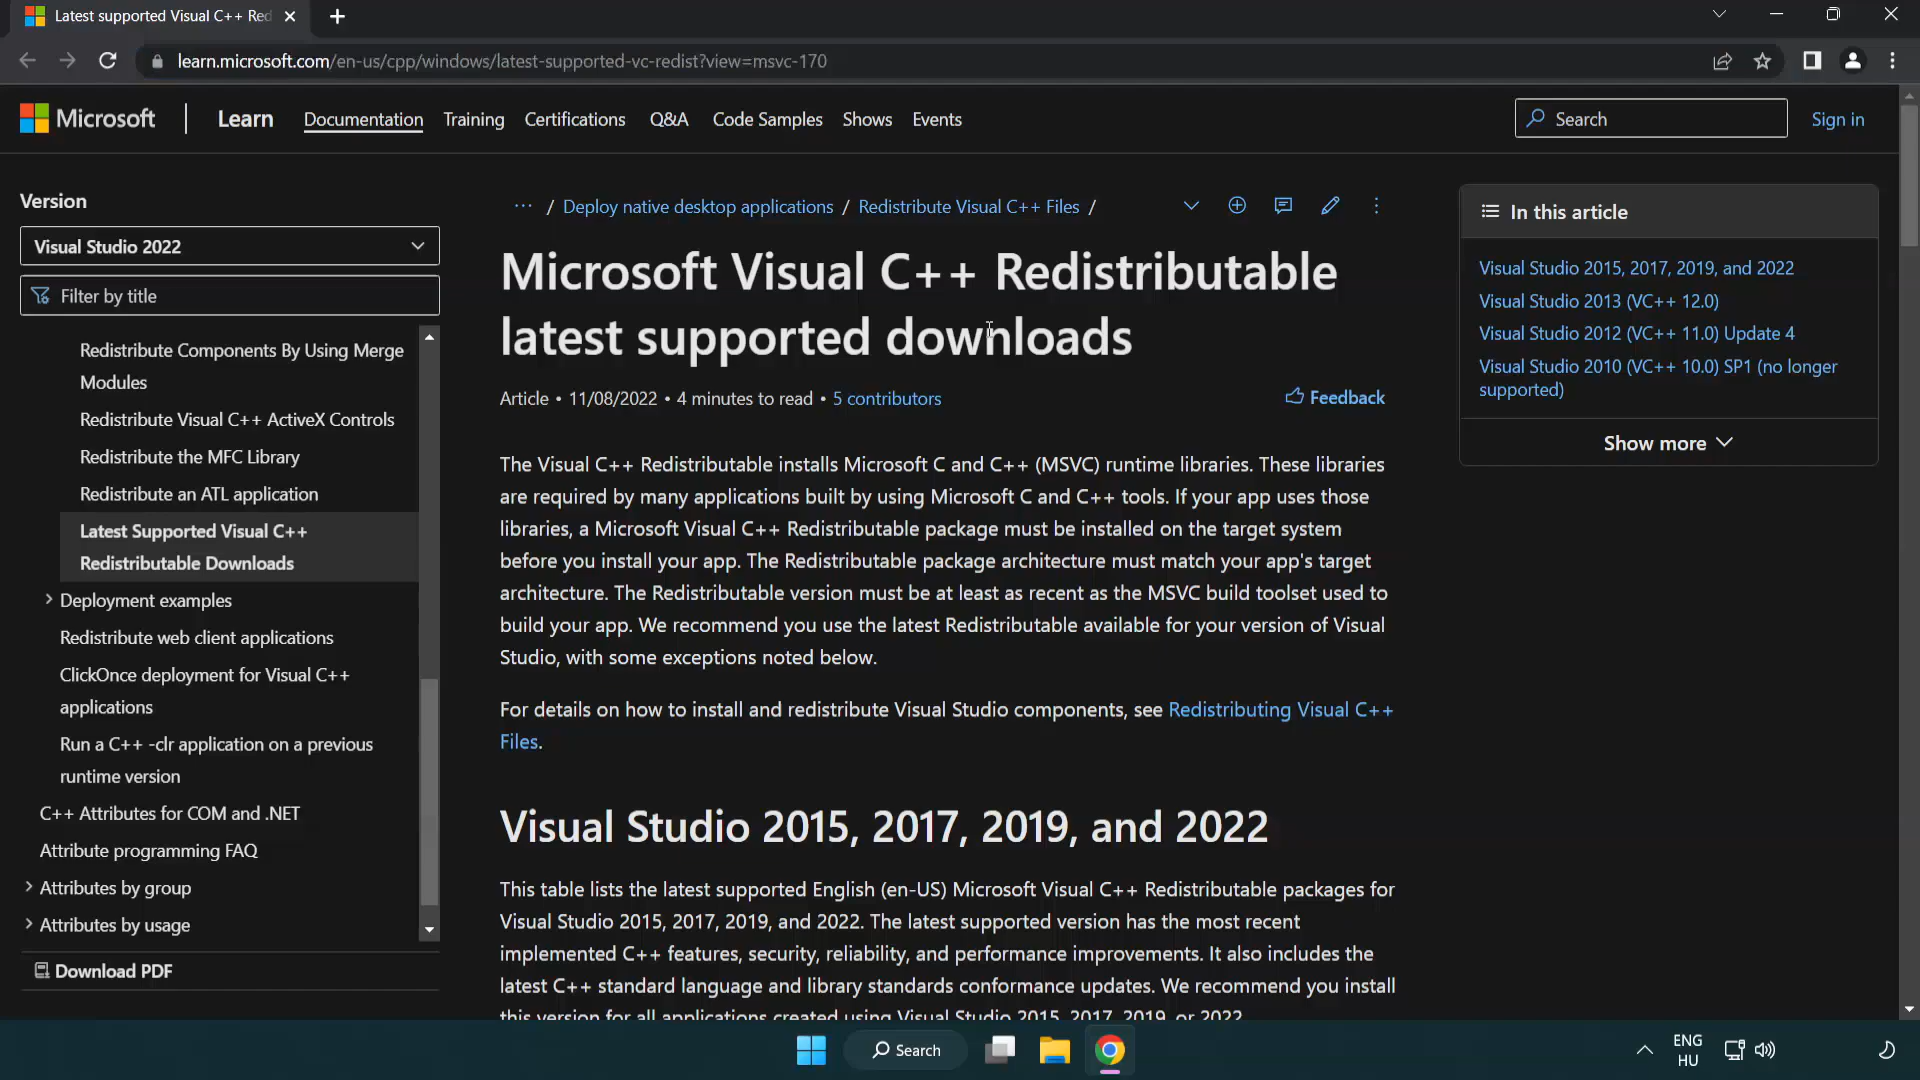 Latest supported Visual C++ Red
learn.microsoft.com/en-us/cpp/windows/latest-supported-vc-redist?view=msvc-170
Microsoft
Learn
Documentation
Training
Certifications
Q&A
Code Samples
Shows
Events
Search
Sign in
Version
Visual Studio 2022
Filter by title
Redistribute Components By Using Merge
Modules
Redistribute Visual C++ ActiveX Controls
Redistribute the MFC Library
Redistribute an ATL application
Latest Supported Visual C++
Redistributable Downloads
Deployment examples
Redistribute web client applications
ClickOnce deployment for Visual C++
applications
Run a C++ -clr application on a previous
runtime version
C++ Attributes for COM and .NET
Attribute programming FAQ
Attributes by group
Attributes by usage
Download PDF
... / Deploy native desktop applications / Redistribute Visual C++ Files /
Microsoft Visual C++ Redistributable
latest supported downloads
Article • 11/08/2022 • 4 minutes to read • 5 contributors
Feedback
The Visual C++ Redistributable installs Microsoft C and C++ (MSVC) runtime libraries. These libraries
are required by many applications built by using Microsoft C and C++ tools. If your app uses those
libraries, a Microsoft Visual C++ Redistributable package must be installed on the target system
before you install your app. The Redistributable package architecture must match your app's target
architecture. The Redistributable version must be at least as recent as the MSVC build toolset used to
build your app. We recommend you use the latest Redistributable available for your version of Visual
Studio, with some exceptions noted below.
For details on how to install and redistribute Visual Studio components, see Redistributing Visual C++
Files.
Visual Studio 2015, 2017, 2019, and 2022
This table lists the latest supported English (en-US) Microsoft Visual C++ Redistributable packages for
Visual Studio 2015, 2017, 2019, and 2022. The latest supported version has the most recent
implemented C++ features, security, reliability, and performance improvements. It also includes the
latest C++ standard language and library standards conformance updates. We recommend you install
this version for all applications created using Visual Studio 2015, 2017, 2019, or 2022.
In this article
Visual Studio 2015, 2017, 2019, and 2022
Visual Studio 2013 (VC++ 12.0)
Visual Studio 2012 (VC++ 11.0) Update 4
Visual Studio 2010 (VC++ 10.0) SP1 (no longer
supported)
Show more
Search
ENG
HU